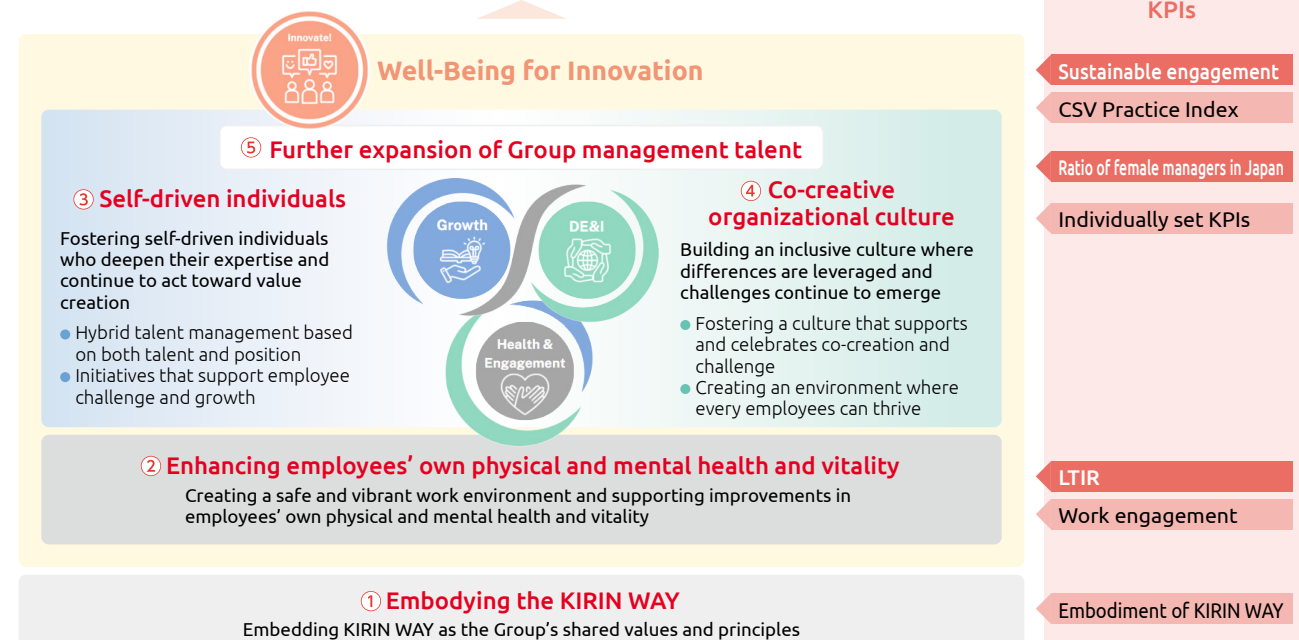 KPIs
Innovate!
Well-Being for Innovation
⑤ Further expansion of Group management talent
③ Self-driven individuals
Fostering self-driven individuals
who deepen their expertise and
continue to act toward value
creation
● Hybrid talent management based
on both talent and position
● Initiatives that support employee
challenge and growth
Growth
DE&I
Health &
Engagement
④ Co-creative
organizational culture
Building an inclusive culture where
differences are leveraged and
challenges continue to emerge
● Fostering a culture that supports
and celebrates co-creation and
challenge
● Creating an environment where
every employees can thrive
② Enhancing employees’ own physical and mental health and vitality
Creating a safe and vibrant work environment and supporting improvements in
employees’ own physical and mental health and vitality
① Embodying the KIRIN WAY
Embedding KIRIN WAY as the Group’s shared values and principles
Sustainable engagement
CSV Practice Index
Ratio of female managers in Japan
Individually set KPIs
LTIR
Work engagement
Embodiment of KIRIN WAY